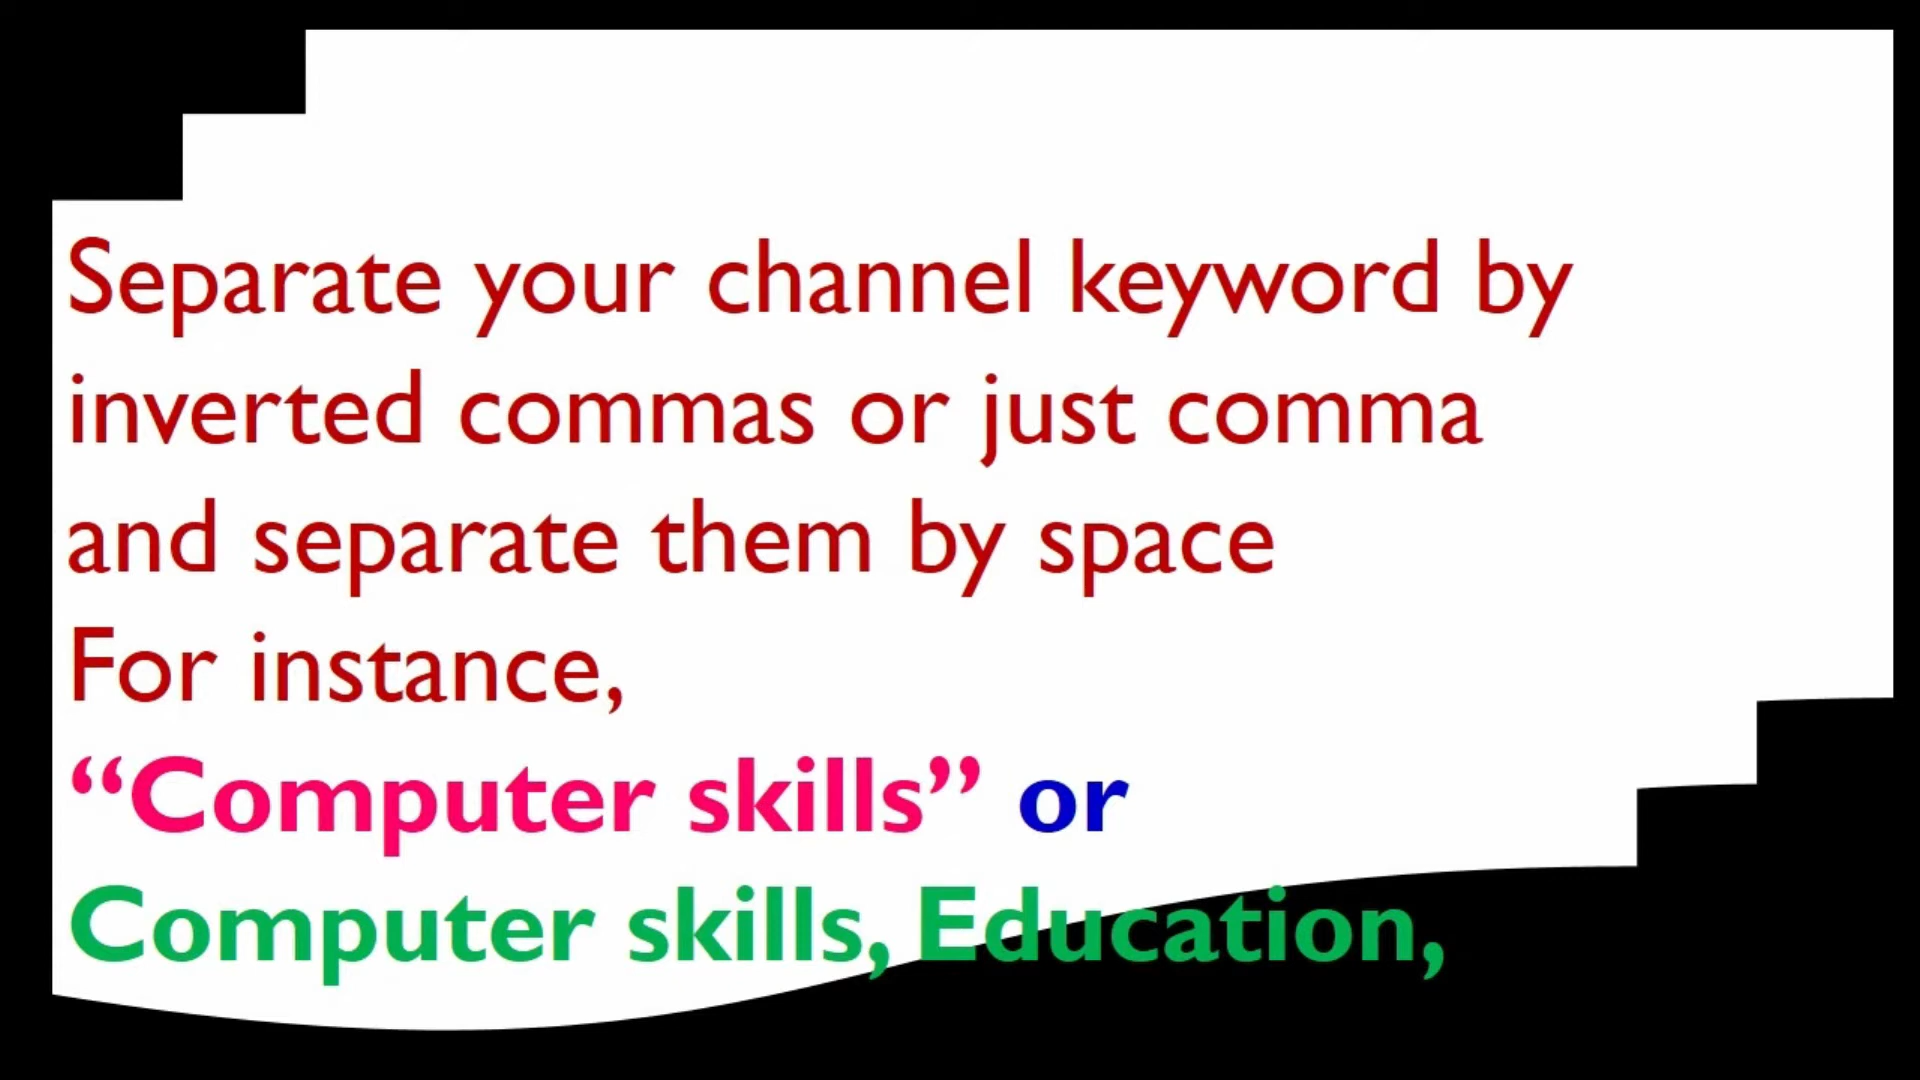 Separate your channel keyword by
inverted commas or just comma
and separate them by space
For instance,
“Computer skills” or
Computer skills, Education,